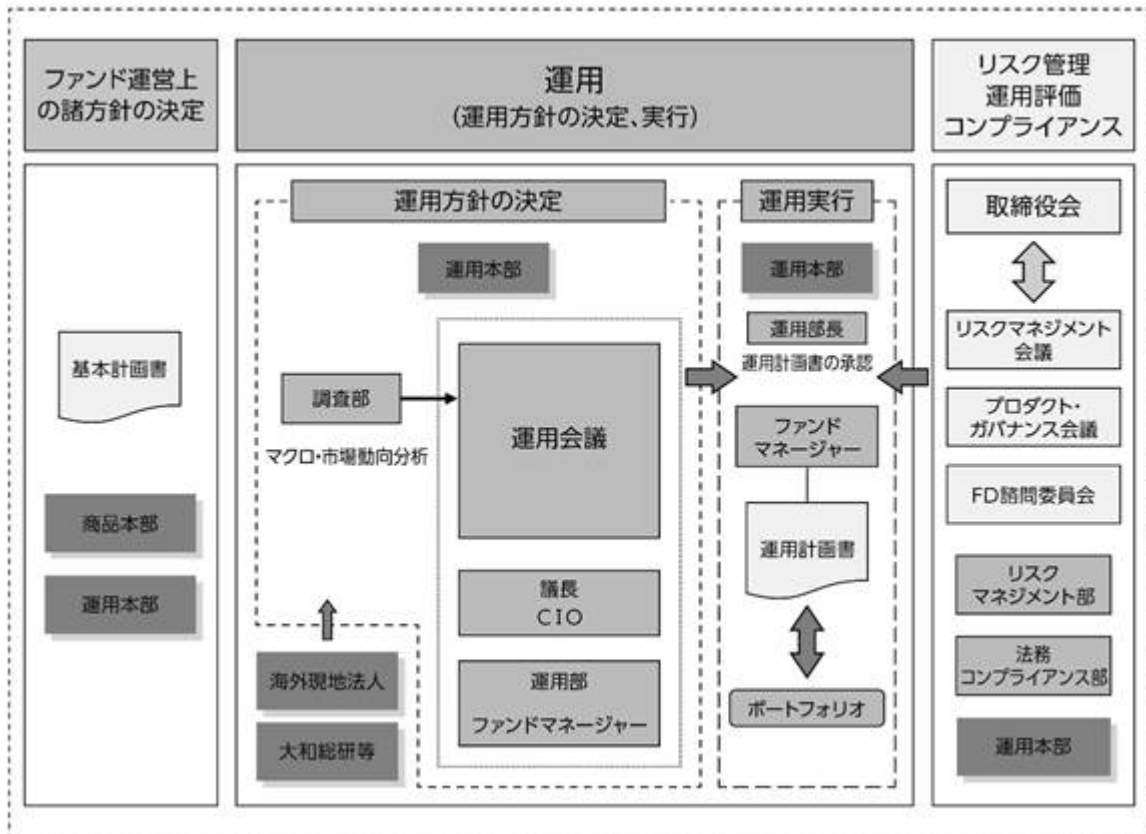 ファンド運営上
の諸方針の決定
基本計画書
商品本部
運用本部
運用
(運用方針の決定、実行)
運用方針の決定
運用本部
調査部
マクロ・市場動向分析
運用会議
議長
CIO
運用部
ファンドマネージャー
海外現地法人
大和総研等
運用実行
運用本部
運用部長
運用計画書の承認
ファンド
マネージャー
運用計画書
ポートフォリオ
リスク管理
運用評価
コンプライアンス
取締役会
リスクマネジメント
会議
プロダクト・
ガバナンス会議
FD諮問委員会
リスク
マネジメント部
法務
コンプライアンス部
運用本部